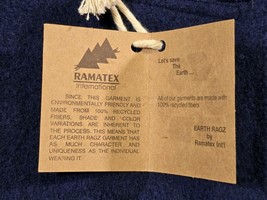 RAMATEX
International
SINCE THIS GARMENT IS
ENVIRONMENTALLY FRIENDLY AND
MADE FROM 100% RECYCLED
FIBERS, SHADE AND COLOR
VARIATIONS ARE INHERENT TO
THE PROCESS. THIS MEANS THAT
EACH EARTH RAGZ GARMENT HAS
AS MUCH CHARACTER AND
UNIQUENESS AS THE INDIVIDUAL
WEARING IT.
Let's save
The
Earth ...
All of our garments are made with
100% recycled fibers
EARTH RAGZ
by
Ramatex Int'l